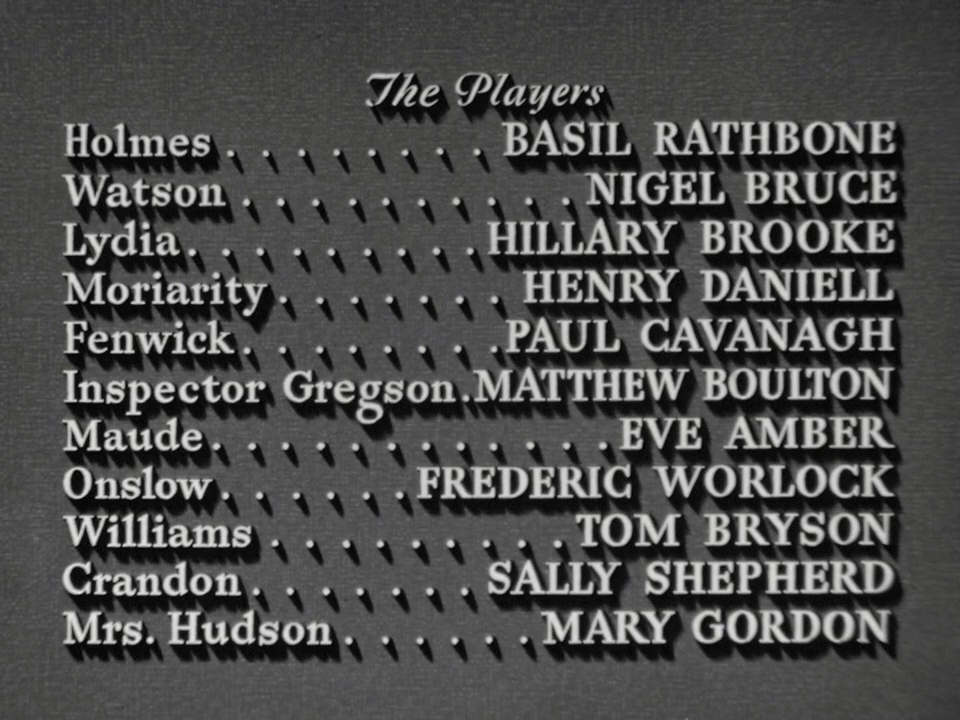 The Players
Holmes . . . . . . . . BASIL RATHBONE
Watson . . . . . . . . . . NIGEL BRUCE
Lydia . . . . . . . . . HILLARY BROOKE
Moriarity . . . . . . . HENRY DANIELL
Fenwick . . . . . . . . PAUL CAVANAGH
Inspector Gregson . MATTHEW BOULTON
Maude . . . . . . . . . . . . EVE AMBER
Onslow . . . . . . FREDERIC WORLOCK
Williams . . . . . . . . . TOM BRYSON
Crandon . . . . . . . SALLY SHEPHERD
Mrs. Hudson . . . . . . MARY GORDON